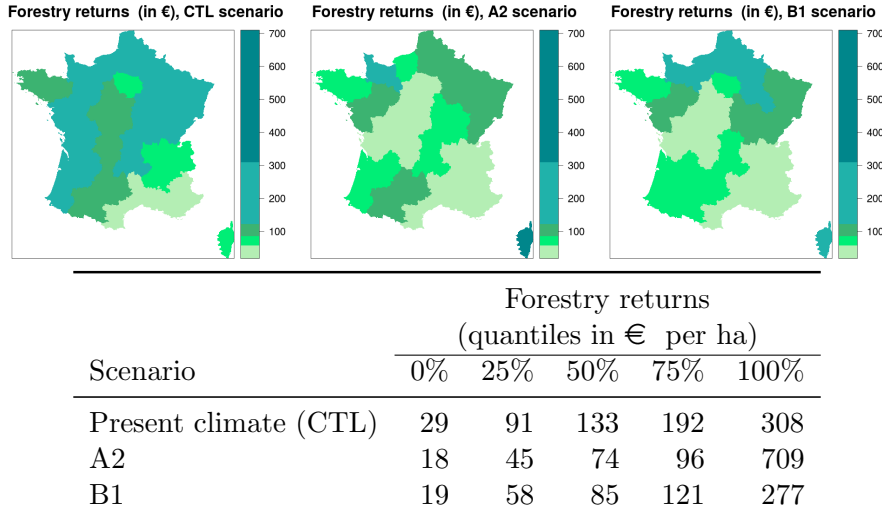 Forestry returns (in €), CTL scenario
Forestry returns (in €), A2 scenario
Forestry returns (in €), B1 scenario
700
600
500
400
300
200
100
700
600
500
400
300
200
100
700
600
500
400
300
200
100
Forestry returns
(quantiles in € per ha)
Scenario 0% 25% 50% 75% 100%
Present climate (CTL) 29 91 133 192 308
A2 18 45 74 96 709
B1 19 58 85 121 277